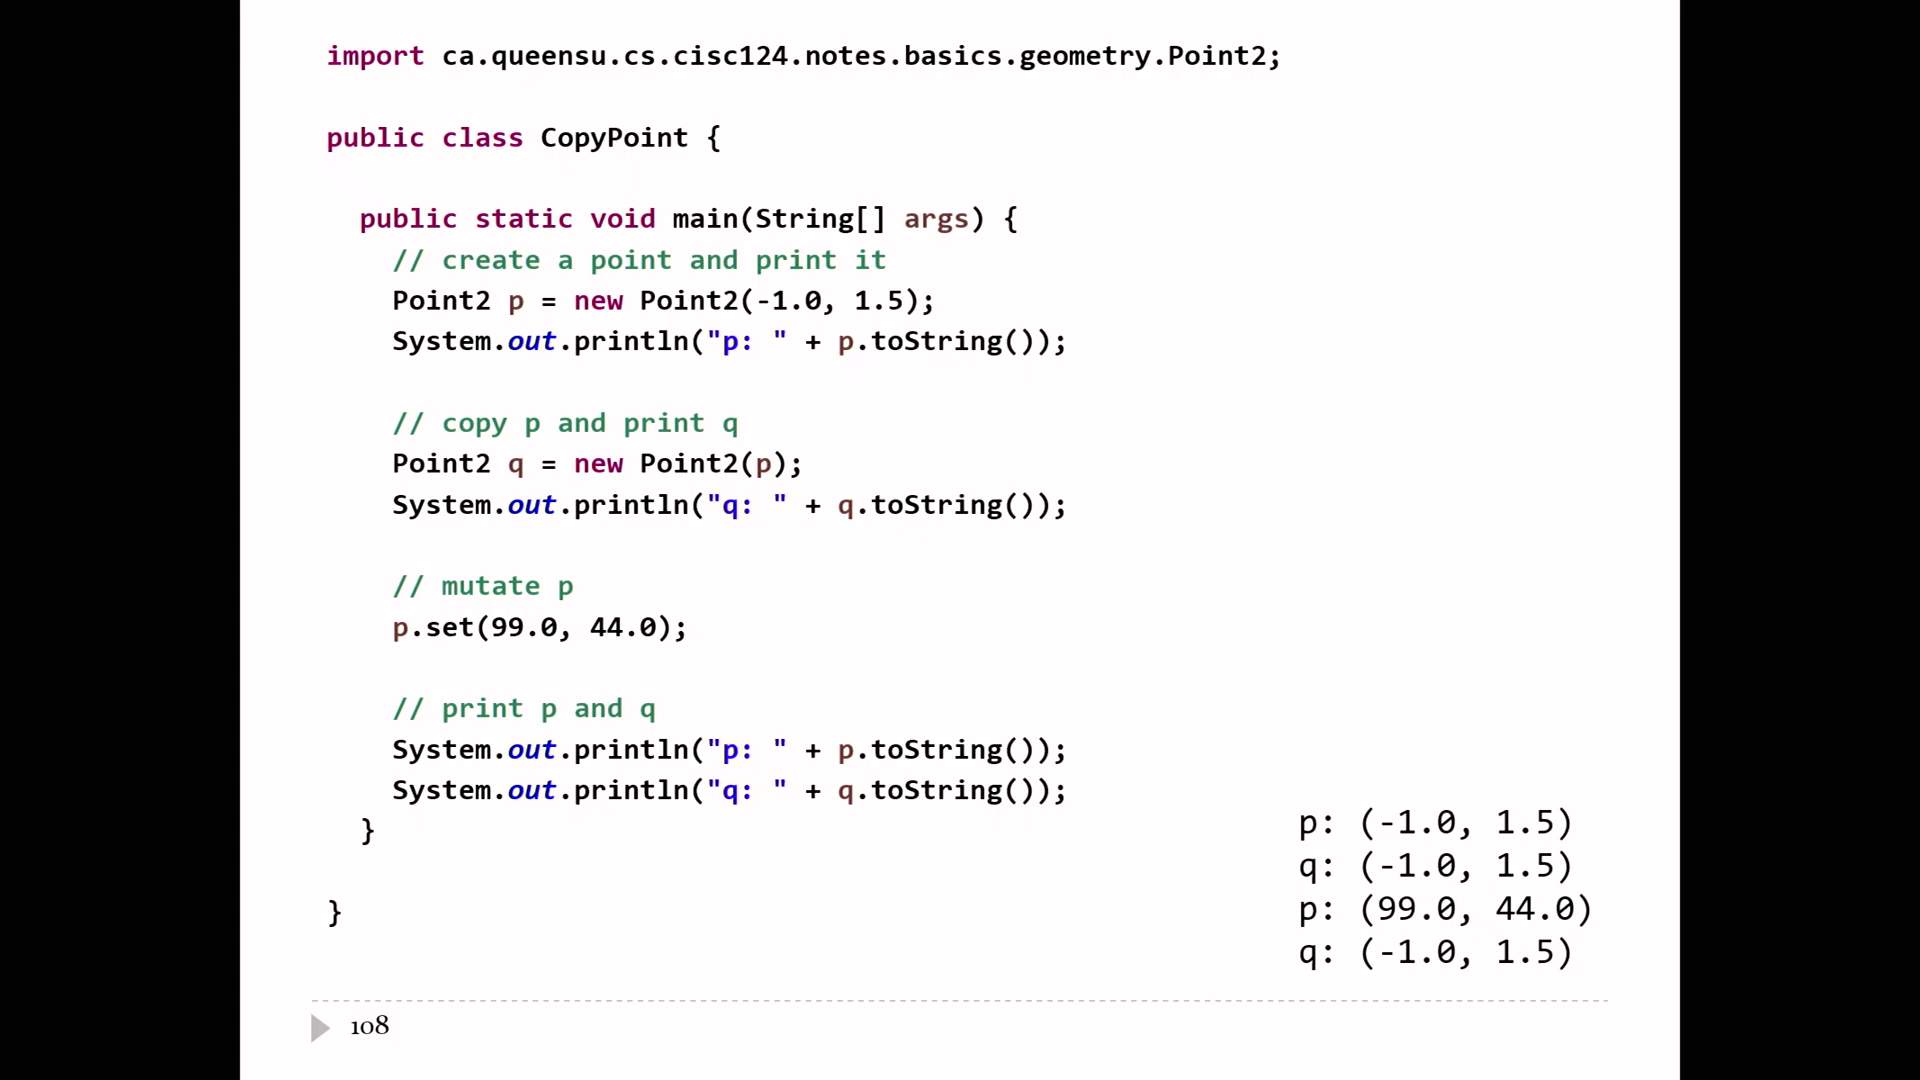 import ca.queensu.cs.cisc124.notes.basics.geometry.Point2;
public class CopyPoint {
public static void main(String[] args) {
// create a point and print it
Point2 p = new Point2(-1.0, 1.5);
System.out.println("p: " + p.toString());
// copy p and print q
Point2 q = new Point2(p);
System.out.println("q: " + q.toString());
// mutate p
p.set(99.0, 44.0);
// print p and q
System.out.println("p: " + p.toString());
System.out.println("q: " + q.toString());
}
}
p: (-1.0, 1.5)
q: (-1.0, 1.5)
p: (99.0, 44.0)
q: (-1.0, 1.5)
108